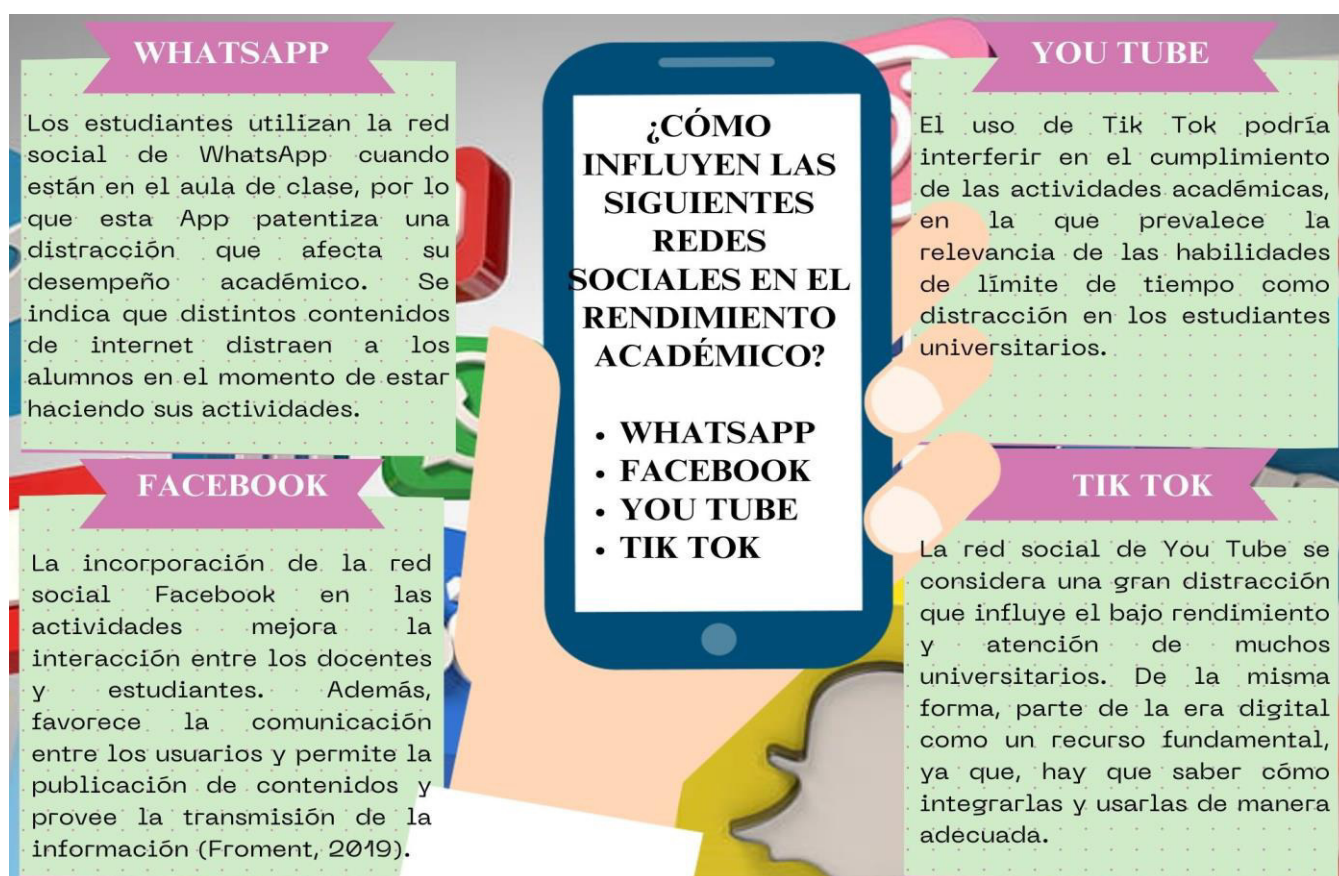 WHATSAPP
Los estudiantes utilizan la red
social de WhatsApp cuando
están en el aula de clase, por lo
que esta App patentiza una
distracción que afecta su
desempeño académico. Se
indica que distintos contenidos
de internet distraen a los
alumnos en el momento de estar
haciendo sus actividades.
FACEBOOK
La incorporación de la red
social Facebook en las
actividades mejora la
interacción entre los docentes
y estudiantes. Además,
favorece la comunicación
entre los usuarios y permite la
publicación de contenidos y
provee la transmisión de la
información (Froment, 2019).
¿CÓMO
INFLUYEN LAS
SIGUIENTES
REDES
SOCIALES EN EL
RENDIMIENTO
ACADÉMICO?
• WHATSAPP
• FACEBOOK
• YOU TUBE
• TIK TOK
YOU TUBE
El uso de Tik Tok podría
interferir en el cumplimiento
de las actividades académicas,
en la que prevalece la
relevancia de las habilidades
de límite de tiempo como
distracción en los estudiantes
universitarios.
TIK TOK
La red social de You Tube se
considera una gran distracción
que influye el bajo rendimiento
y atención de muchos
universitarios. De la misma
forma, parte de la era digital
como un recurso fundamental,
ya que, hay que saber cómo
integrarlas y usarlas de manera
adecuada.